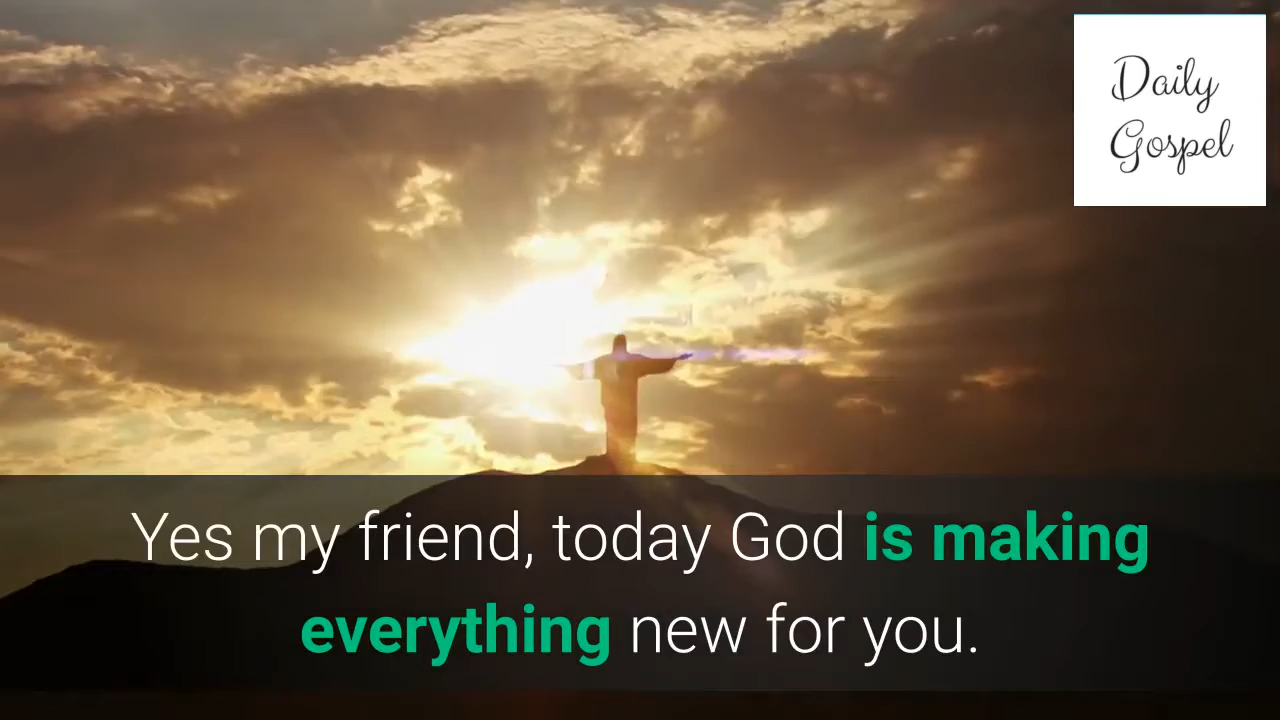 Daily
Gospel
Yes my friend, today God is making
everything new for you.